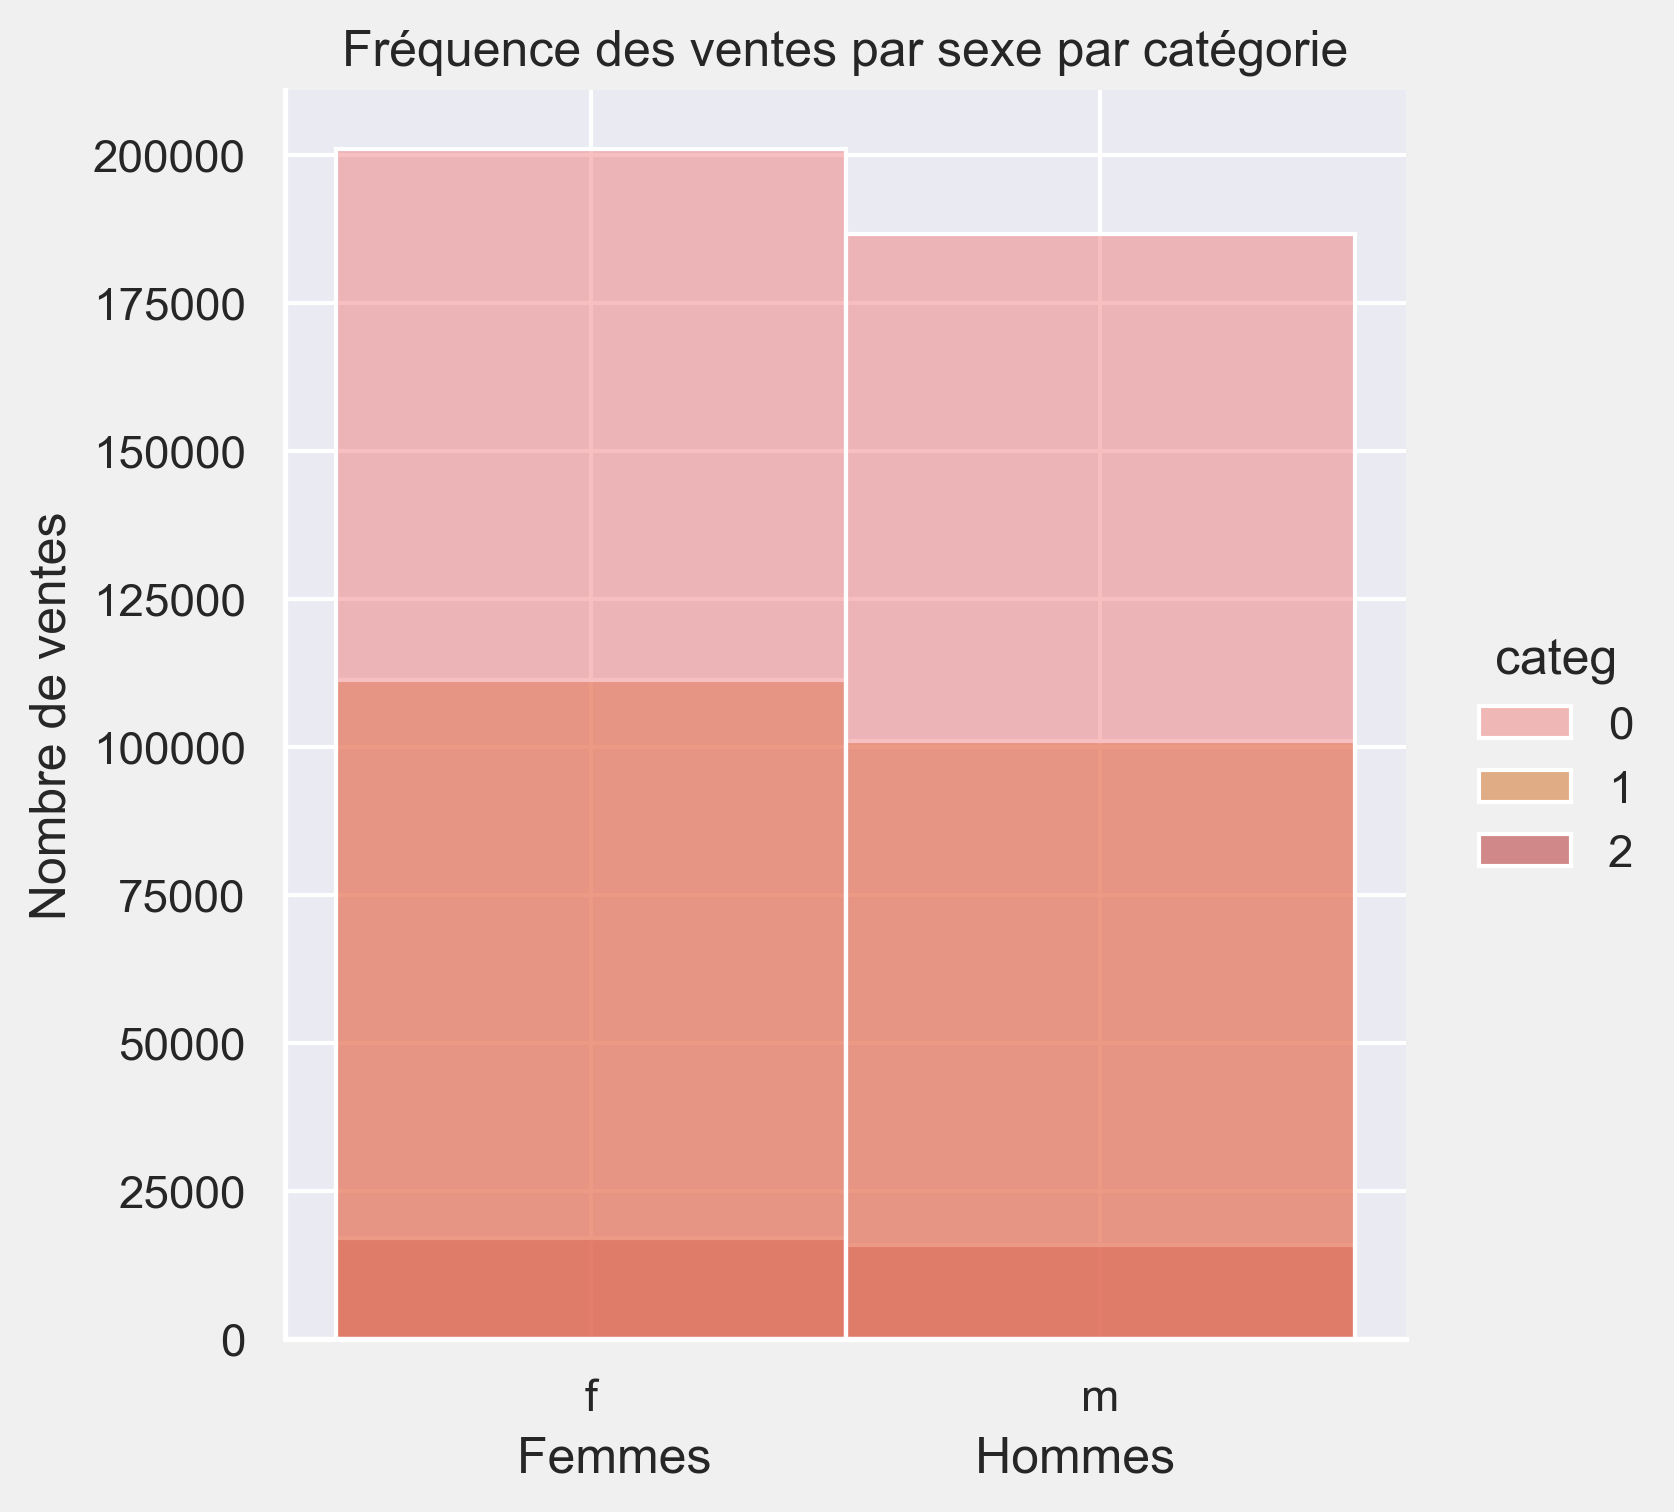 Fréquence des ventes par sexe par catégorie
200000
175000
150000
125000
100000
75000
50000
25000
0
Nombre de ventes
f
m
Femmes
Hommes
categ
0
1
2